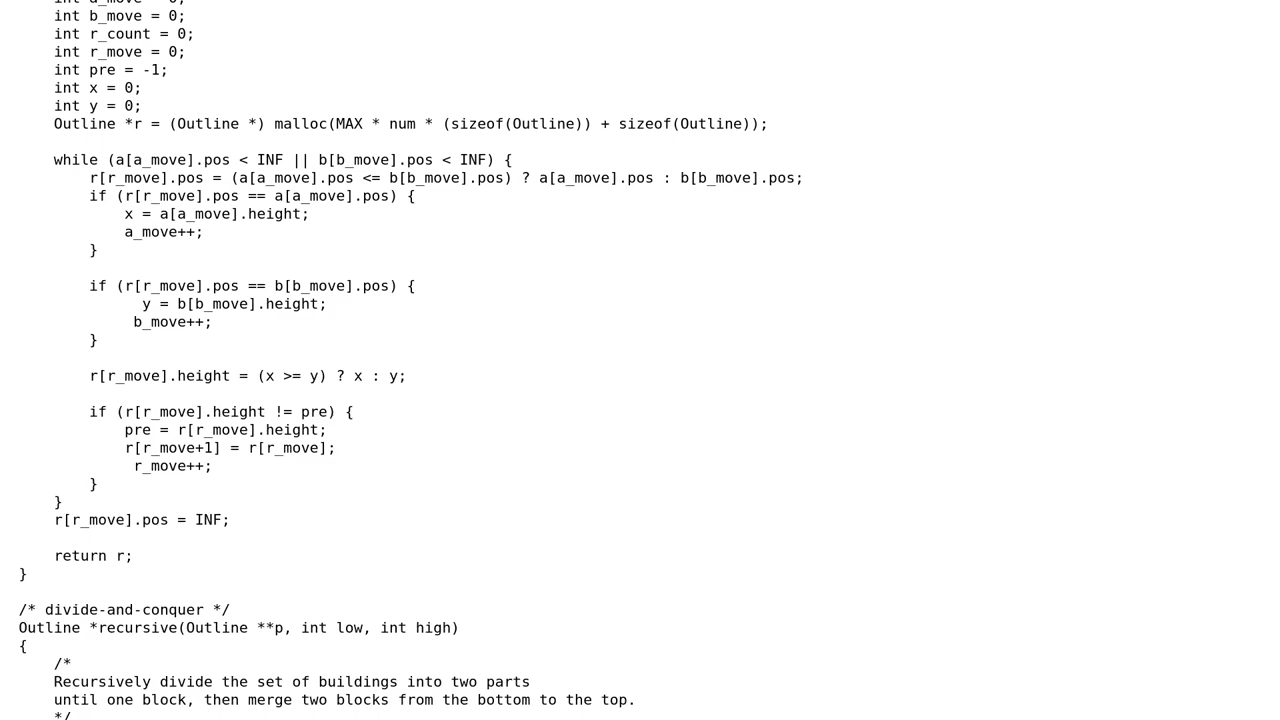 int b_move = 0;
int r_count = 0;
int r_move = 0;
int pre = -1;
int x = 0;
int y = 0;
Outline *r = (Outline *) malloc(MAX * num * (sizeof(Outline)) + sizeof(Outline));
while (a[a_move].pos < INF || b[b_move].pos < INF) {
r[r_move].pos = (a[a_move].pos <= b[b_move].pos) ? a[a_move].pos : b[b_move].pos;
if (r[r_move].pos == a[a_move].pos) {
x = a[a_move].height;
a_move++;
}
if (r[r_move].pos == b[b_move].pos) {
y = b[b_move].height;
b_move++;
}
r[r_move].height = (x >= y) ? x : y;
if (r[r_move].height != pre) {
pre = r[r_move].height;
r[r_move+1] = r[r_move];
r_move++;
}
}
r[r_move].pos = INF;
return r;
}
/* divide-and-conquer */
Outline *recursive(Outline **p, int low, int high)
{
/*
Recursively divide the set of buildings into two parts
until one block, then merge two blocks from the bottom to the top.
*/